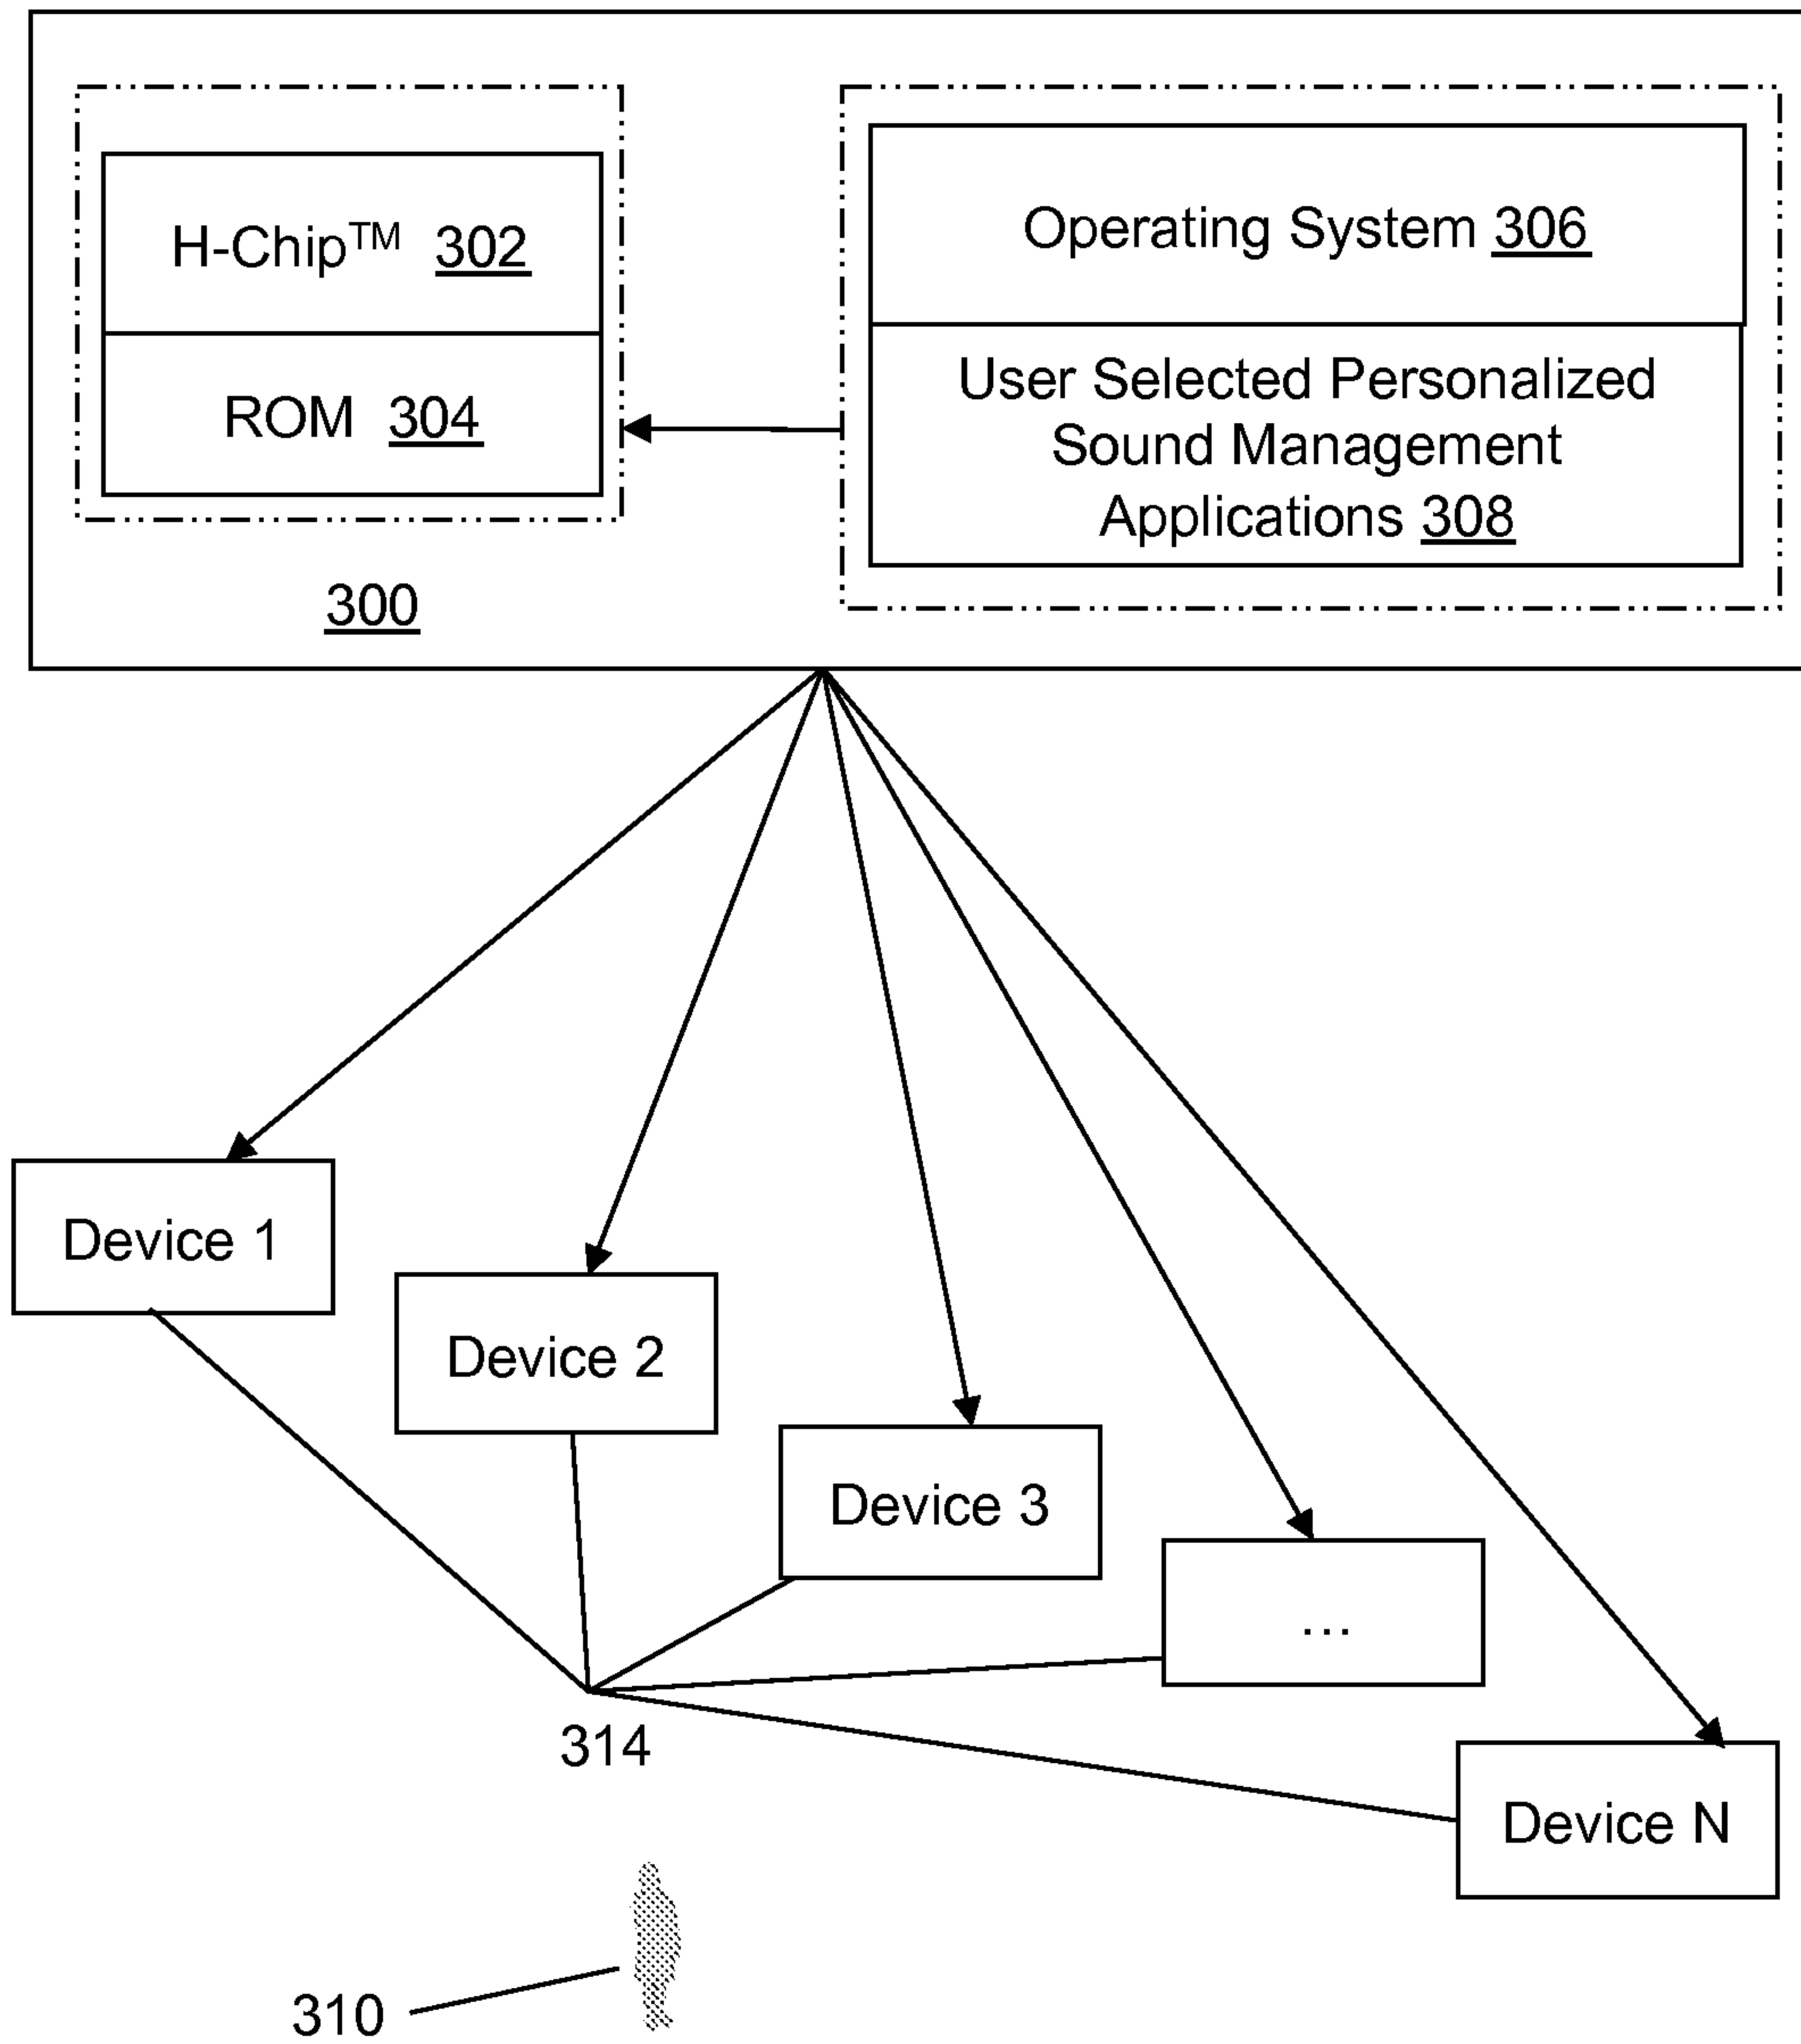 H-Chip™ 302
ROM 304
Operating System 306
User Selected Personalized
Sound Management
Applications 308
300
Device 1
Device 2
Device 3
...
Device N
314
310